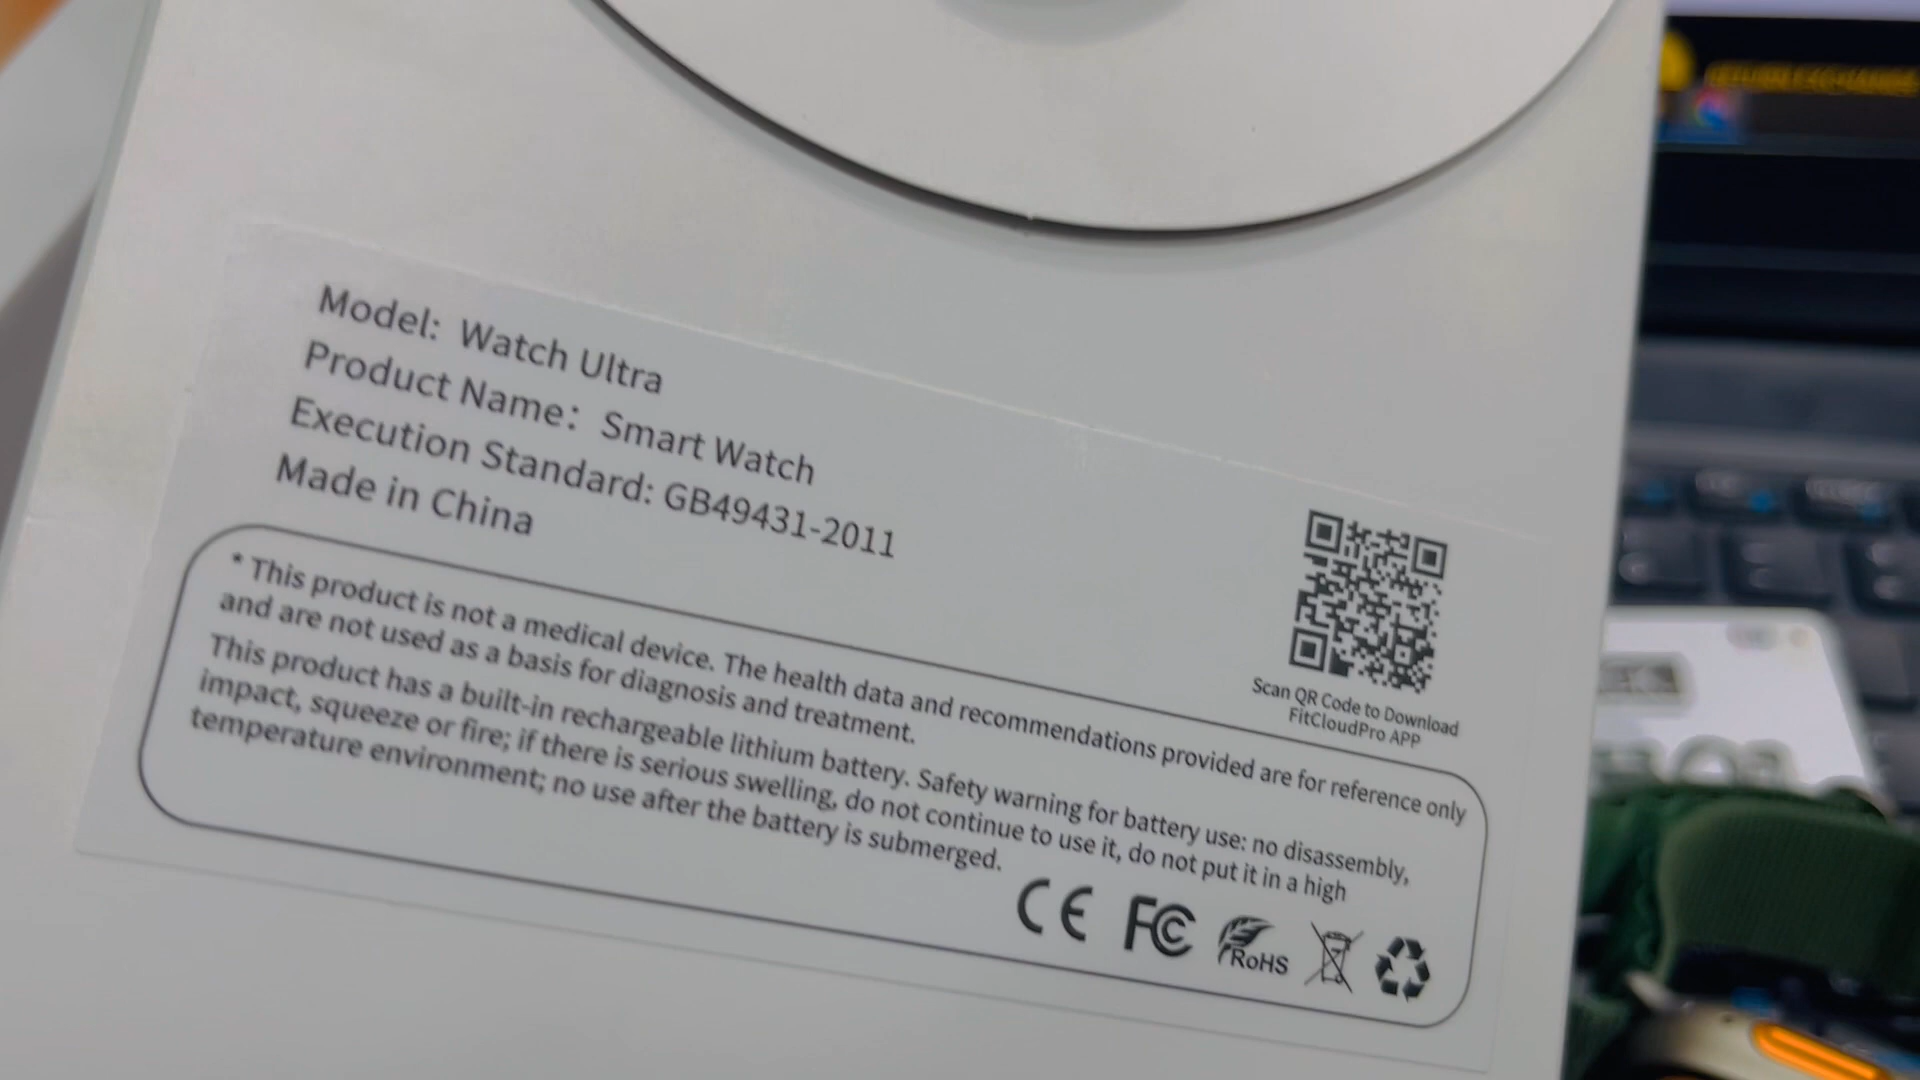 Model: Watch Ultra
Product Name: Smart Watch
Execution Standard: GB49431-2011
Made in China
Scan QR Code to Download
FitCloudPro APP
* This product is not a medical device. The health data and recommendations provided are for reference only
and are not used as a basis for diagnosis and treatment.
This product has a built-in rechargeable lithium battery. Safety warning for battery use: no disassembly,
impact, squeeze or fire; if there is serious swelling, do not continue to use it, do not put it in a high
temperature environment; no use after the battery is submerged.
CE FC RoHS